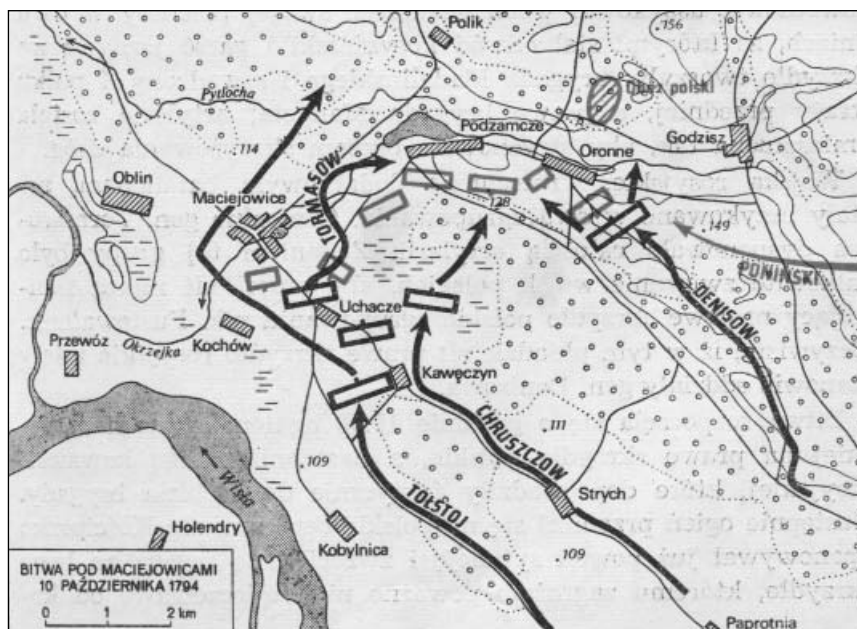 Polik
156
Pytlocha
Obóz polski
Podzamcze
Godzisz
114
Oronne
Oblin
Maciejowice
TORMASOW
128
149
PONIŃSKI
DENISOW
Uchacze
Kochów
Okrzejka
Przewóz
Kawęczyn
CHRUSZCZOW
111
109
Wisła
TOŁSTOJ
Strych
Holendry
Kobylnica
109
BITWA POD MACIEJOWICAMI
10 PAŹDZIERNIKA 1794
0 1 2 km
Paprotnia